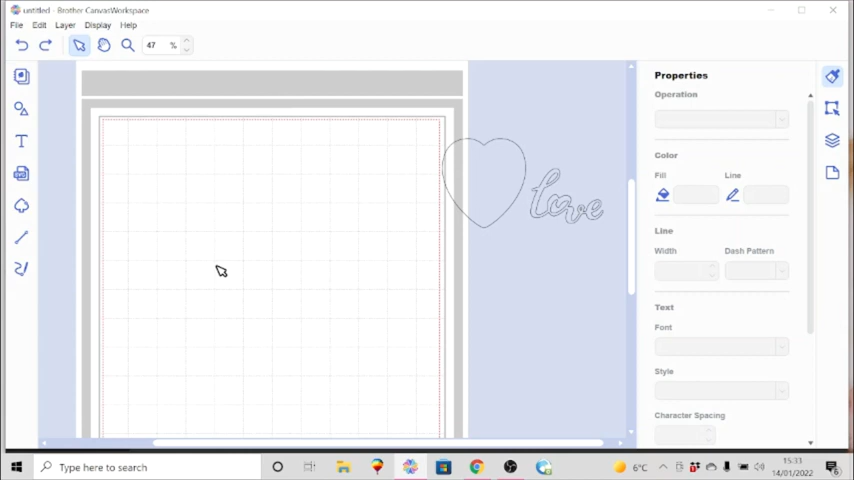 untitled - Brother CanvasWorkspace
File Edit Layer Display Help
47 %
Properties
Operation
Color
Fill Line
Line
Width Dash Pattern
Text
Font
Style
Character Spacing
love
Type here to search
6°C
15:33
14/01/2022
6